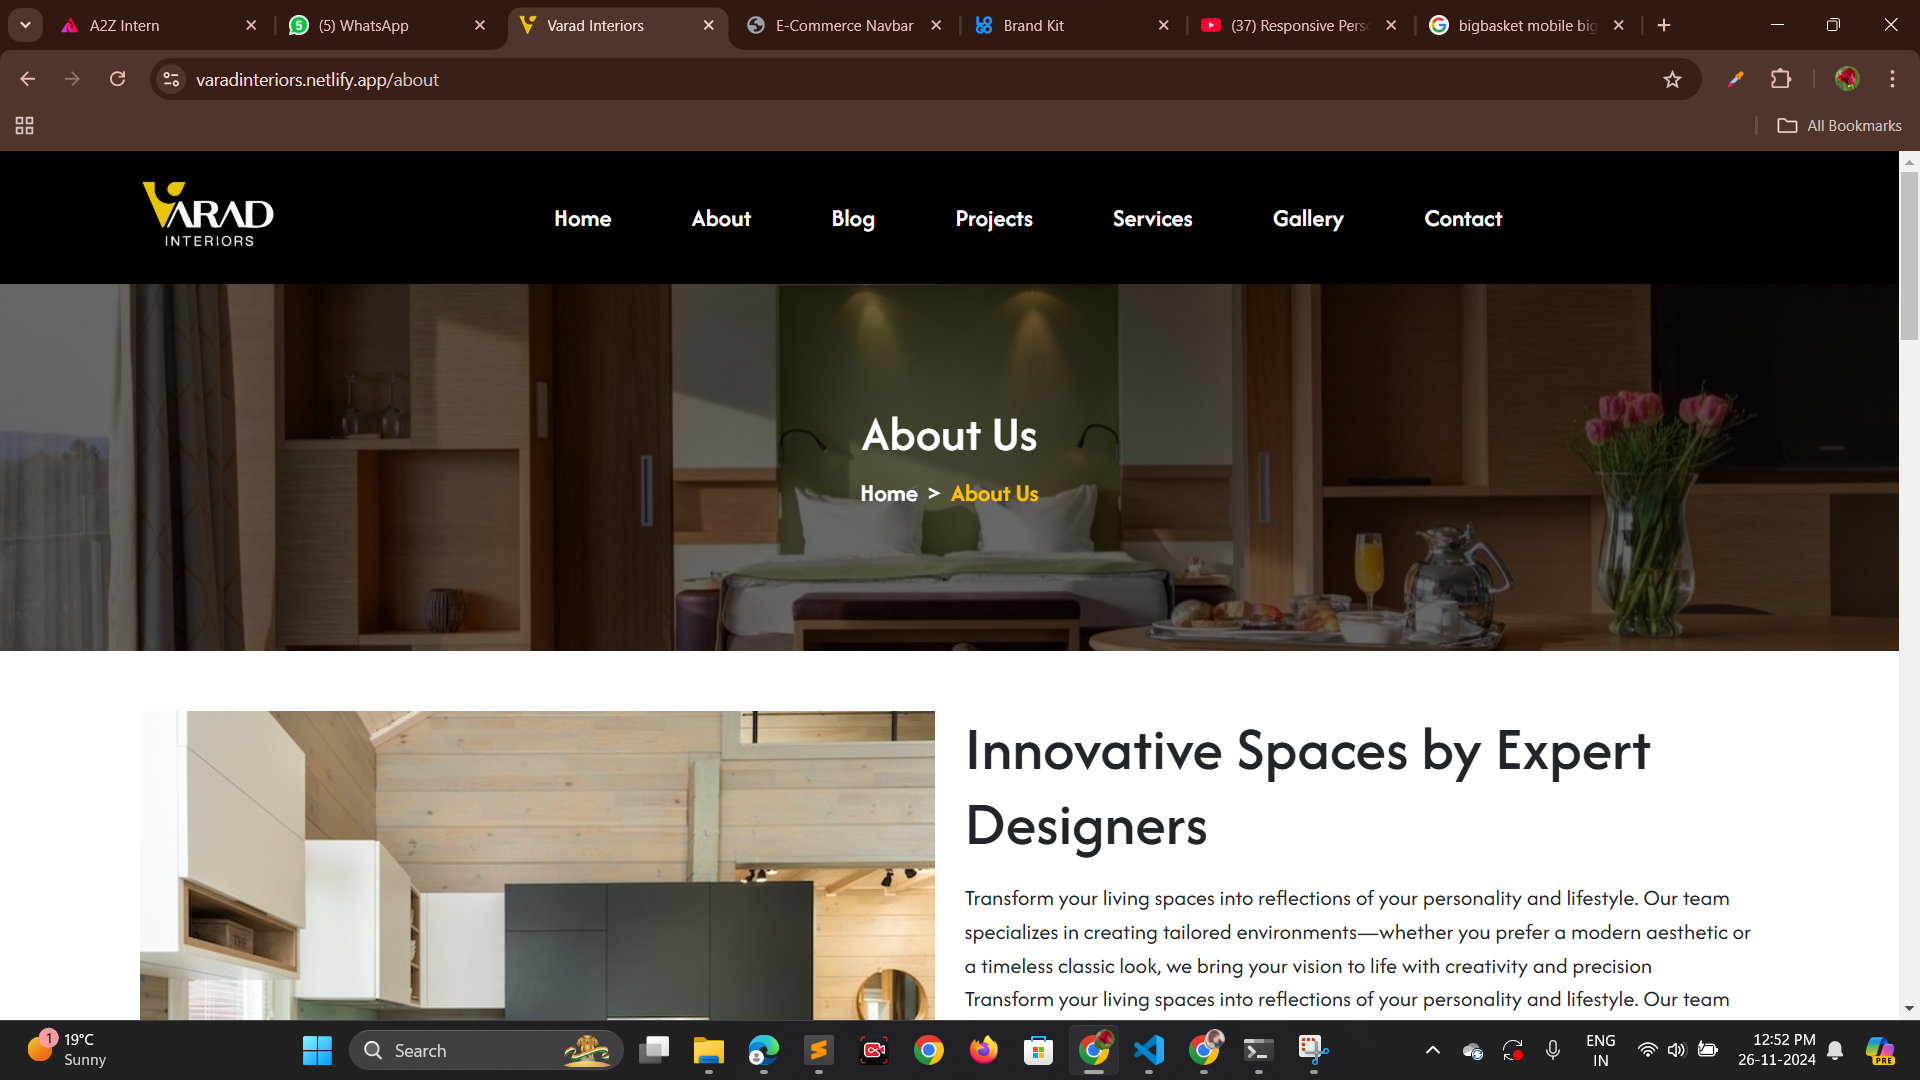 A2Z Intern
(5) WhatsApp
Varad Interiors
E-Commerce Navbar
Brand Kit
(37) Responsive Pers
bigbasket mobile big
varadinteriors.netlify.app/about
All Bookmarks
VARAD
INTERIORS
Home
About
Blog
Projects
Services
Gallery
Contact
About Us
Home > About Us
Innovative Spaces by Expert
Designers
Transform your living spaces into reflections of your personality and lifestyle. Our team
specializes in creating tailored environments—whether you prefer a modern aesthetic or
a timeless classic look, we bring your vision to life with creativity and precision
Transform your living spaces into reflections of your personality and lifestyle. Our team
1
19°C
Sunny
Search
ENG
IN
12:52 PM
26-11-2024
PRE